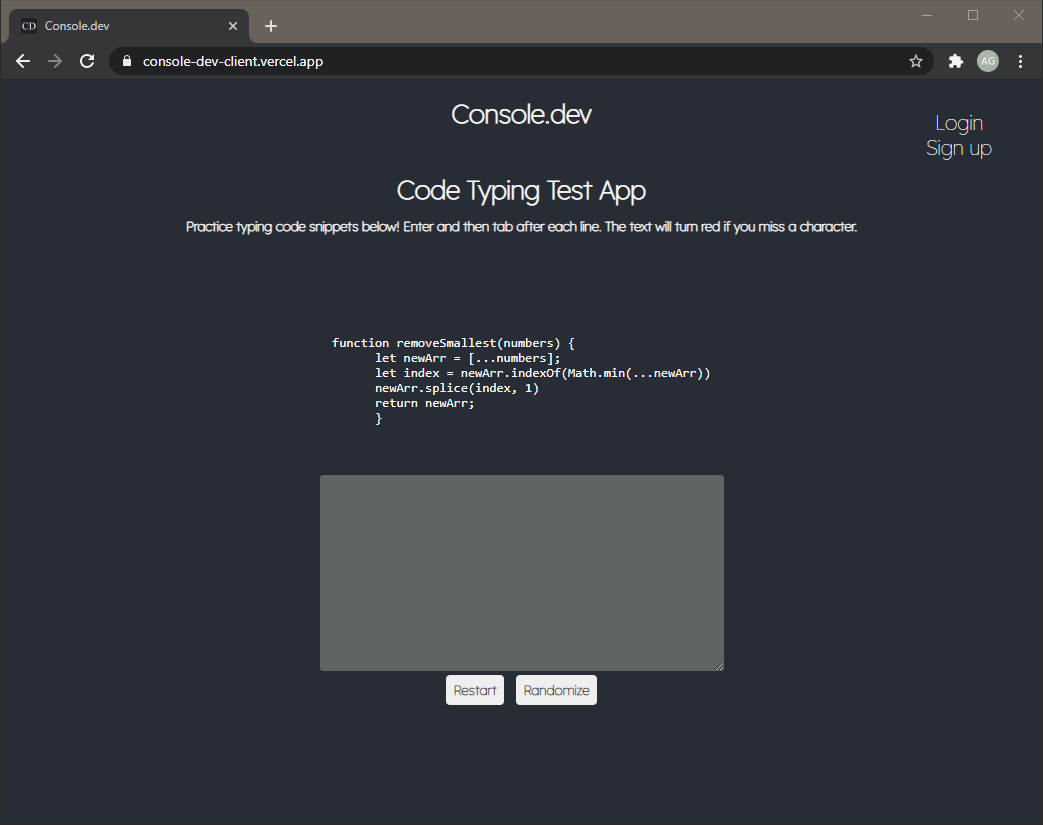 CD Console.dev
console-dev-client.vercel.app
AG
Console.dev
Login
Sign up
Code Typing Test App
Practice typing code snippets below! Enter and then tab after each line. The text will turn red if you miss a character.
function removeSmallest(numbers) {
let newArr = [...numbers];
let index = newArr.indexOf(Math.min(...newArr))
newArr.splice(index, 1)
return newArr;
}
Restart Randomize